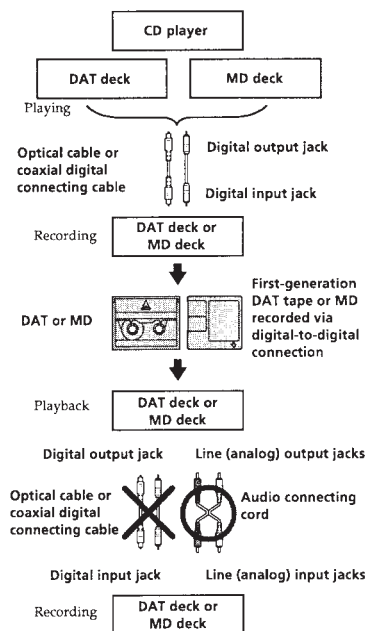 CD player
DAT deck
MD deck
Playing
Optical cable or
coaxial digital
connecting cable
Digital output jack
Digital input jack
Recording
DAT deck or
MD deck
DAT or MD
First-generation
DAT tape or MD
recorded via
digital-to-digital
connection
Playback
DAT deck or
MD deck
Digital output jack
Line (analog) output jacks
Optical cable or
coaxial digital
connecting cable
Audio connecting
cord
Digital input jack
Line (analog) input jacks
Recording
DAT deck or
MD deck